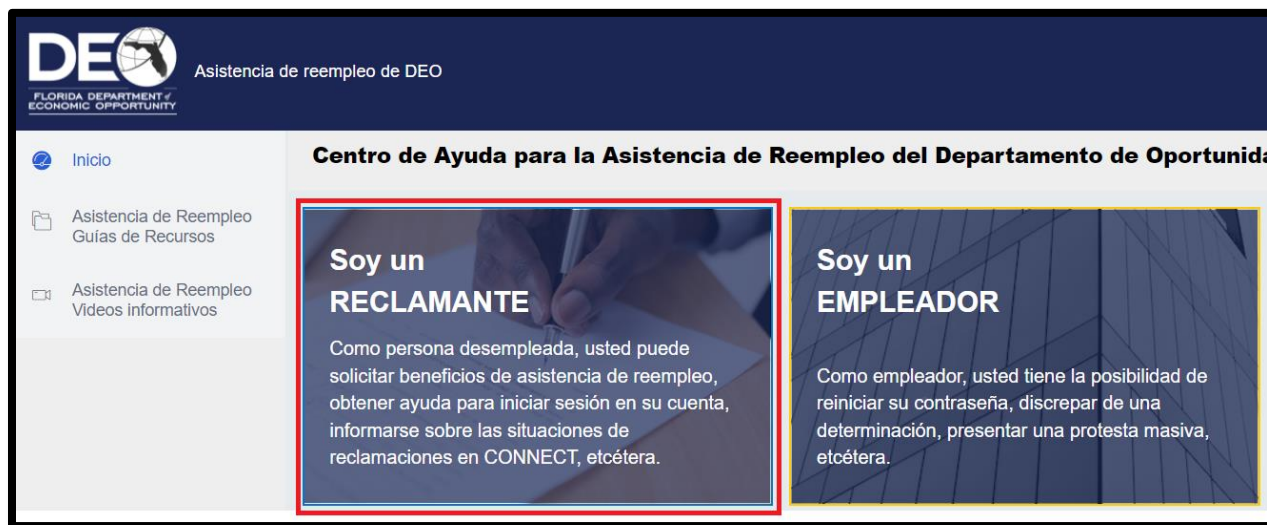 DEO
FLORIDA DEPARTMENT of
ECONOMIC OPPORTUNITY
Asistencia de reempleo de DEO
Inicio
Asistencia de Reempleo
Guías de Recursos
Asistencia de Reempleo
Videos informativos
Centro de Ayuda para la Asistencia de Reempleo del Departamento de Oportunida
Soy un
RECLAMANTE
Como persona desempleada, usted puede
solicitar beneficios de asistencia de reempleo,
obtener ayuda para iniciar sesión en su cuenta,
informarse sobre las situaciones de
reclamaciones en CONNECT, etcétera.
Soy un
EMPLEADOR
Como empleador, usted tiene la posibilidad de
reiniciar su contraseña, discrepar de una
determinación, presentar una protesta masiva,
etcétera.